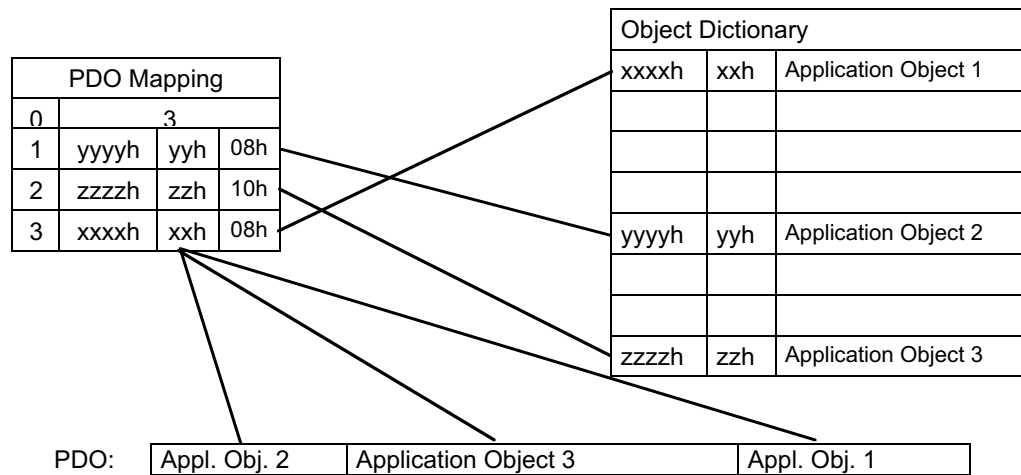 Object Dictionary
xxxxh xxh Application Object 1
PDO Mapping
0 3
1 yyyyh yyh 08h
2 zzzzh zzh 10h
3 xxxxh xxh 08h
yyyyh yyh Application Object 2
zzzzh zzh Application Object 3
PDO: Appl. Obj. 2 Application Object 3 Appl. Obj. 1